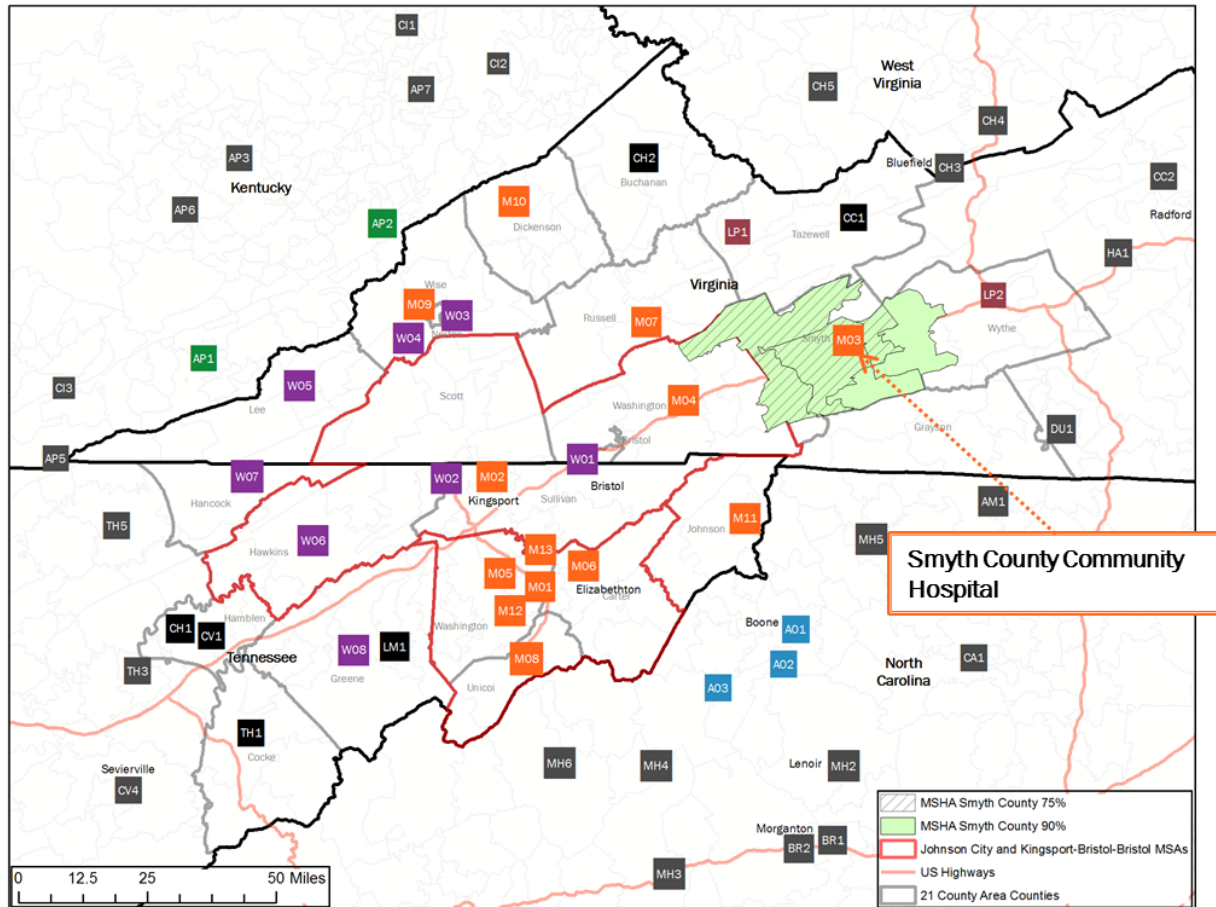 CI1
CI2
West
Virginia
CH5
AP7
CH4
AP3
CH2
Bluefield
CH3
Kentucky
Buchanan
CC2
AP6
M10
Radford
AP2
CC1
Dickenson
LP1
Tazewell
HA1
Virginia
Wise
M09
LP2
W03
Russell
M07
Wythe
W04
Smyth
M03
AP1
W05
CI3
Scott
Lee
Washington
M04
Grayson
DU1
Bristol
AP5
W01
W07
W02
M02
Bristol
Hancock
Kingsport
Sullivan
AM1
M11
TH5
Johnson
W06
MH5
Hawkins
M13
Smyth County Community
Hospital
M05
M06
M01
Elizabethton
Carter
M12
Hamblen
CH1
CV1
Washington
Boone
AO1
W08
LM1
Tennessee
M08
AO2
North
Carolina
CA1
TH3
Greene
Unicoi
AO3
TH1
Cocke
Sevierville
MH6
MH4
Lenoir
MH2
CV4
MSHA Smyth County 75%
MSHA Smyth County 90%
Morganton
BR2
BR1
Johnson City and Kingsport-Bristol-Bristol MSAs
MH3
US Highways
0 12.5 25 50 Miles
21 County Area Counties